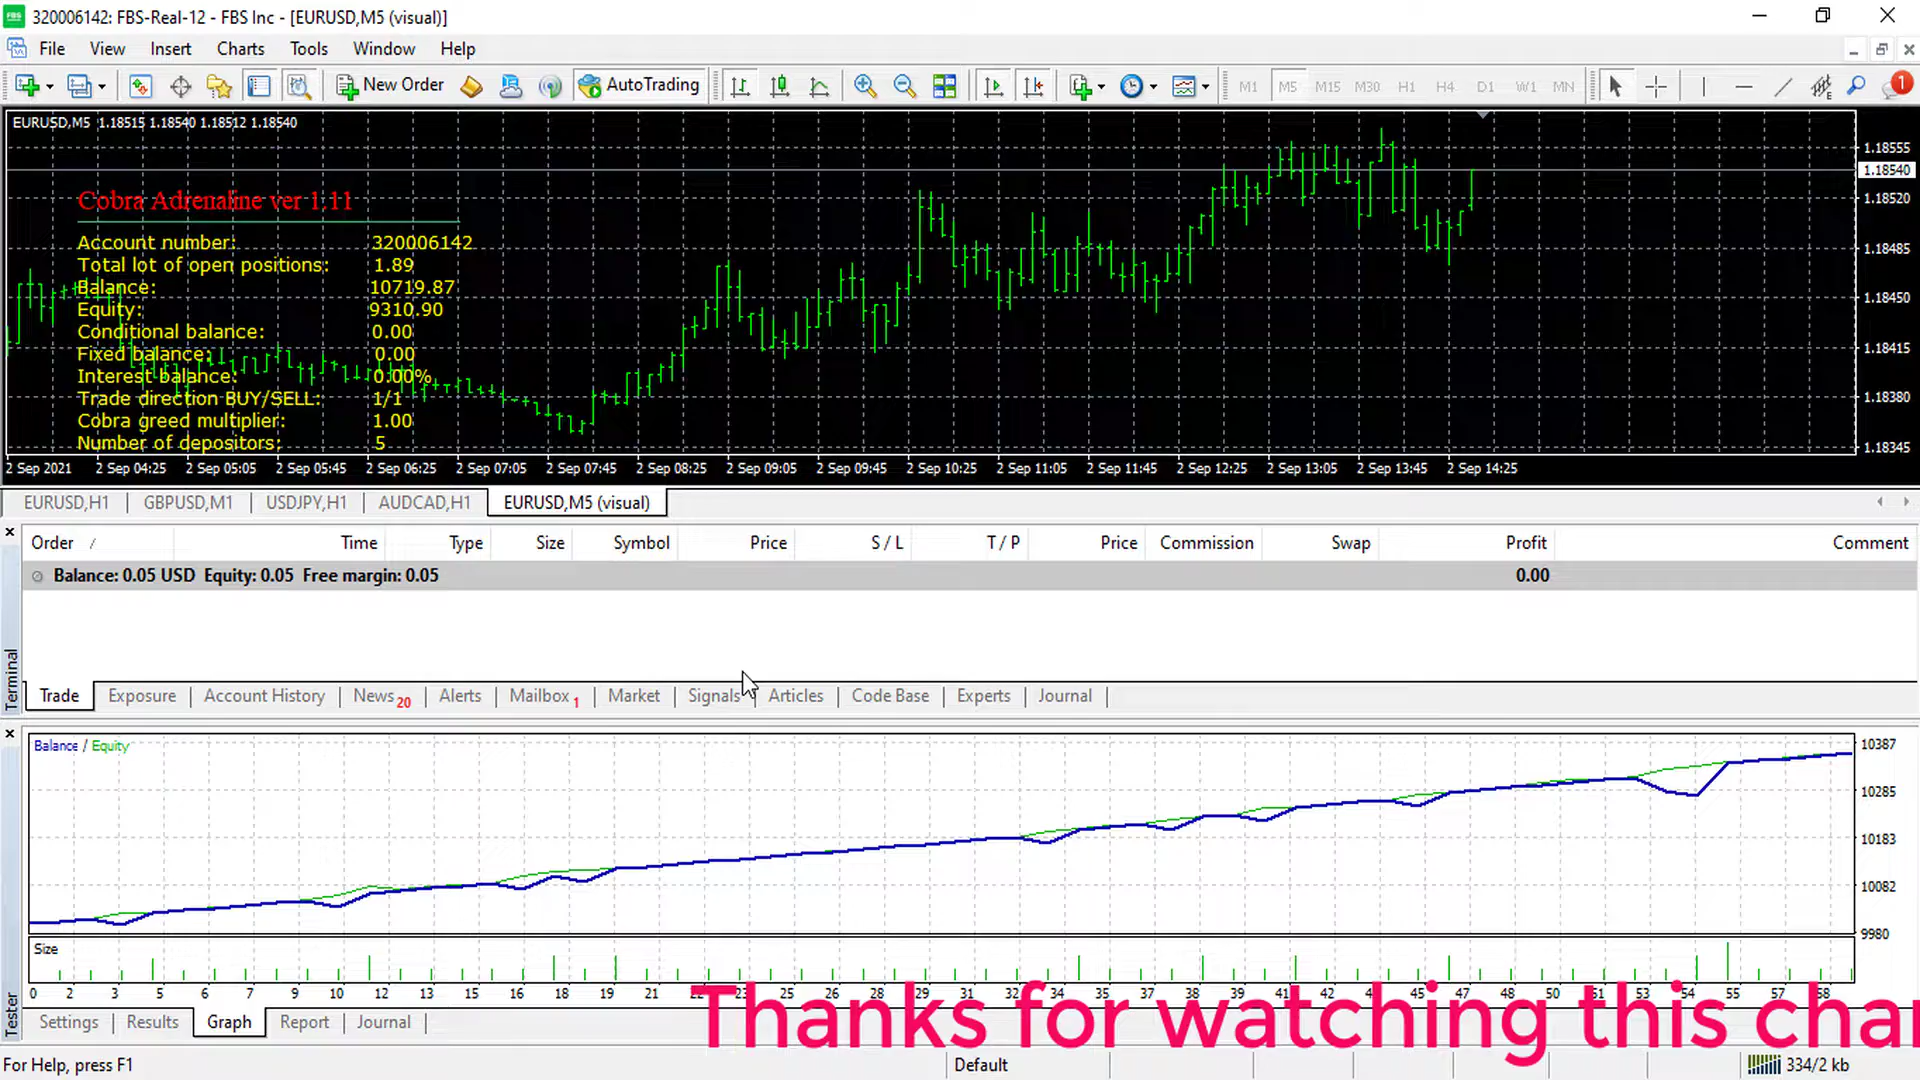 320006142: FBS-Real-12 - FBS Inc - [EURUSD,M5 (visual)]
File View Insert Charts Tools Window Help
New Order AutoTrading M1 M5 M15 M30 H1 H4 D1 W1 MN 1
EURUSD,M5 1.18515 1.18540 1.18512 1.18540
Cobra Adrenaline ver 1.11
Account number: 320006142
Total lot of open positions: 1.89
Balance: 10719.87
Equity: 9310.90
Conditional balance: 0.00
Fixed balance: 0.00
Interest balance: 0.00%
Trade direction BUY/SELL: 1/1
Cobra greed multiplier: 1.00
Number of depositors: 5
1.18555
1.18540
1.18520
1.18485
1.18450
1.18415
1.18380
1.18345
2 Sep 2021 2 Sep 04:25 2 Sep 05:05 2 Sep 05:45 2 Sep 06:25 2 Sep 07:05 2 Sep 07:45 2 Sep 08:25 2 Sep 09:05 2 Sep 09:45 2 Sep 10:25 2 Sep 11:05 2 Sep 11:45 2 Sep 12:25 2 Sep 13:05 2 Sep 13:45 2 Sep 14:25
EURUSD,H1 GBPUSD,M1 USDJPY,H1 AUDCAD,H1 EURUSD,M5 (visual)
Order / Time Type Size Symbol Price S / L T / P Price Commission Swap Profit Comment
Balance: 0.05 USD Equity: 0.05 Free margin: 0.05 0.00
Terminal
Trade Exposure Account History News 20 Alerts Mailbox 1 Market Signals Articles Code Base Experts Journal
Balance / Equity
10387
10285
10183
10082
9980
Size
0 2 3 5 6 7 9 10 12 13 14 16 17 18 19 21 22 23 25 26 28 29 31 32 34 35 37 38 39 41 42 44 45 47 48 50 51 53 54 55 57 58
Tester
Settings Results Graph Report Journal
Thanks for watching this cha
For Help, press F1 Default 334/2 kb